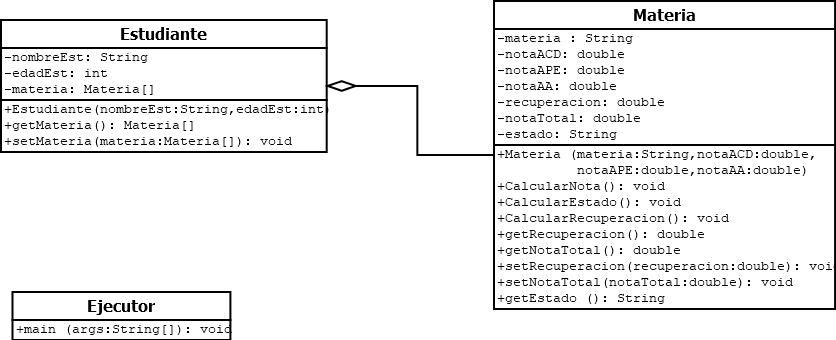 Estudiante
-nombreEst: String
-edadEst: int
-materia: Materia[]
+Estudiante(nombreEst:String,edadEst:int)
+getMateria(): Materia[]
+setMateria(materia:Materia[]): void
Materia
-materia : String
-notaACD: double
-notaAPE: double
-notaAA: double
-recuperacion: double
-notaTotal: double
-estado: String
+Materia (materia:String,notaACD:double,
notaAPE:double,notaAA:double)
+CalcularNota(): void
+CalcularEstado(): void
+CalcularRecuperacion(): void
+getRecuperacion(): double
+getNotaTotal(): double
+setRecuperacion(recuperacion:double): void
+setNotaTotal(notaTotal:double): void
+getEstado (): String
Ejecutor
+main (args:String[]): void